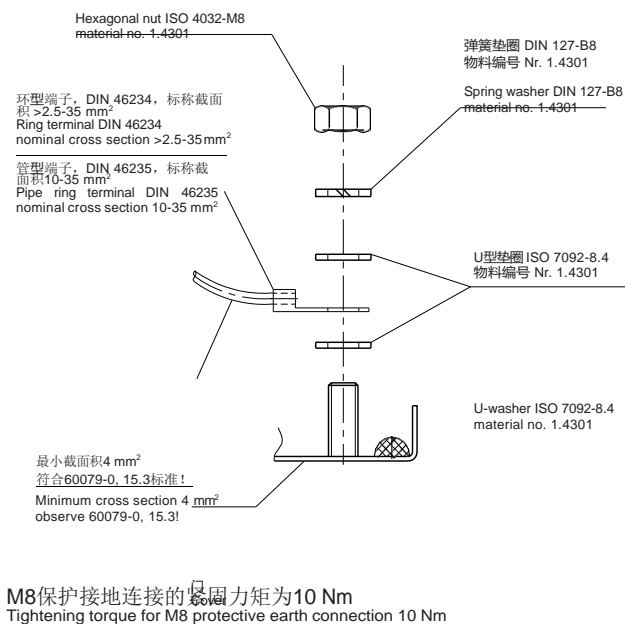 Hexagonal nut ISO 4032-M8
material no. 1.4301
弹簧垫圈 DIN 127-B8
物料编号 Nr. 1.4301
Spring washer DIN 127-B8
material no. 1.4301
环型端子，DIN 46234，标称截面
积 >2.5-35 mm²
Ring terminal DIN 46234
nominal cross section >2.5-35mm²
管型端子，DIN 46235，标称截
面积10-35 mm²
Pipe ring terminal DIN 46235
nominal cross section 10-35 mm²
U型垫圈 ISO 7092-8.4
物料编号 Nr. 1.4301
U-washer ISO 7092-8.4
material no. 1.4301
最小截面积4 mm²
符合60079-0, 15.3标准！
Minimum cross section 4 mm²
observe 60079-0, 15.3!
门
Cover
M8保护接地连接的紧固力矩为10 Nm
Tightening torque for M8 protective earth connection 10 Nm